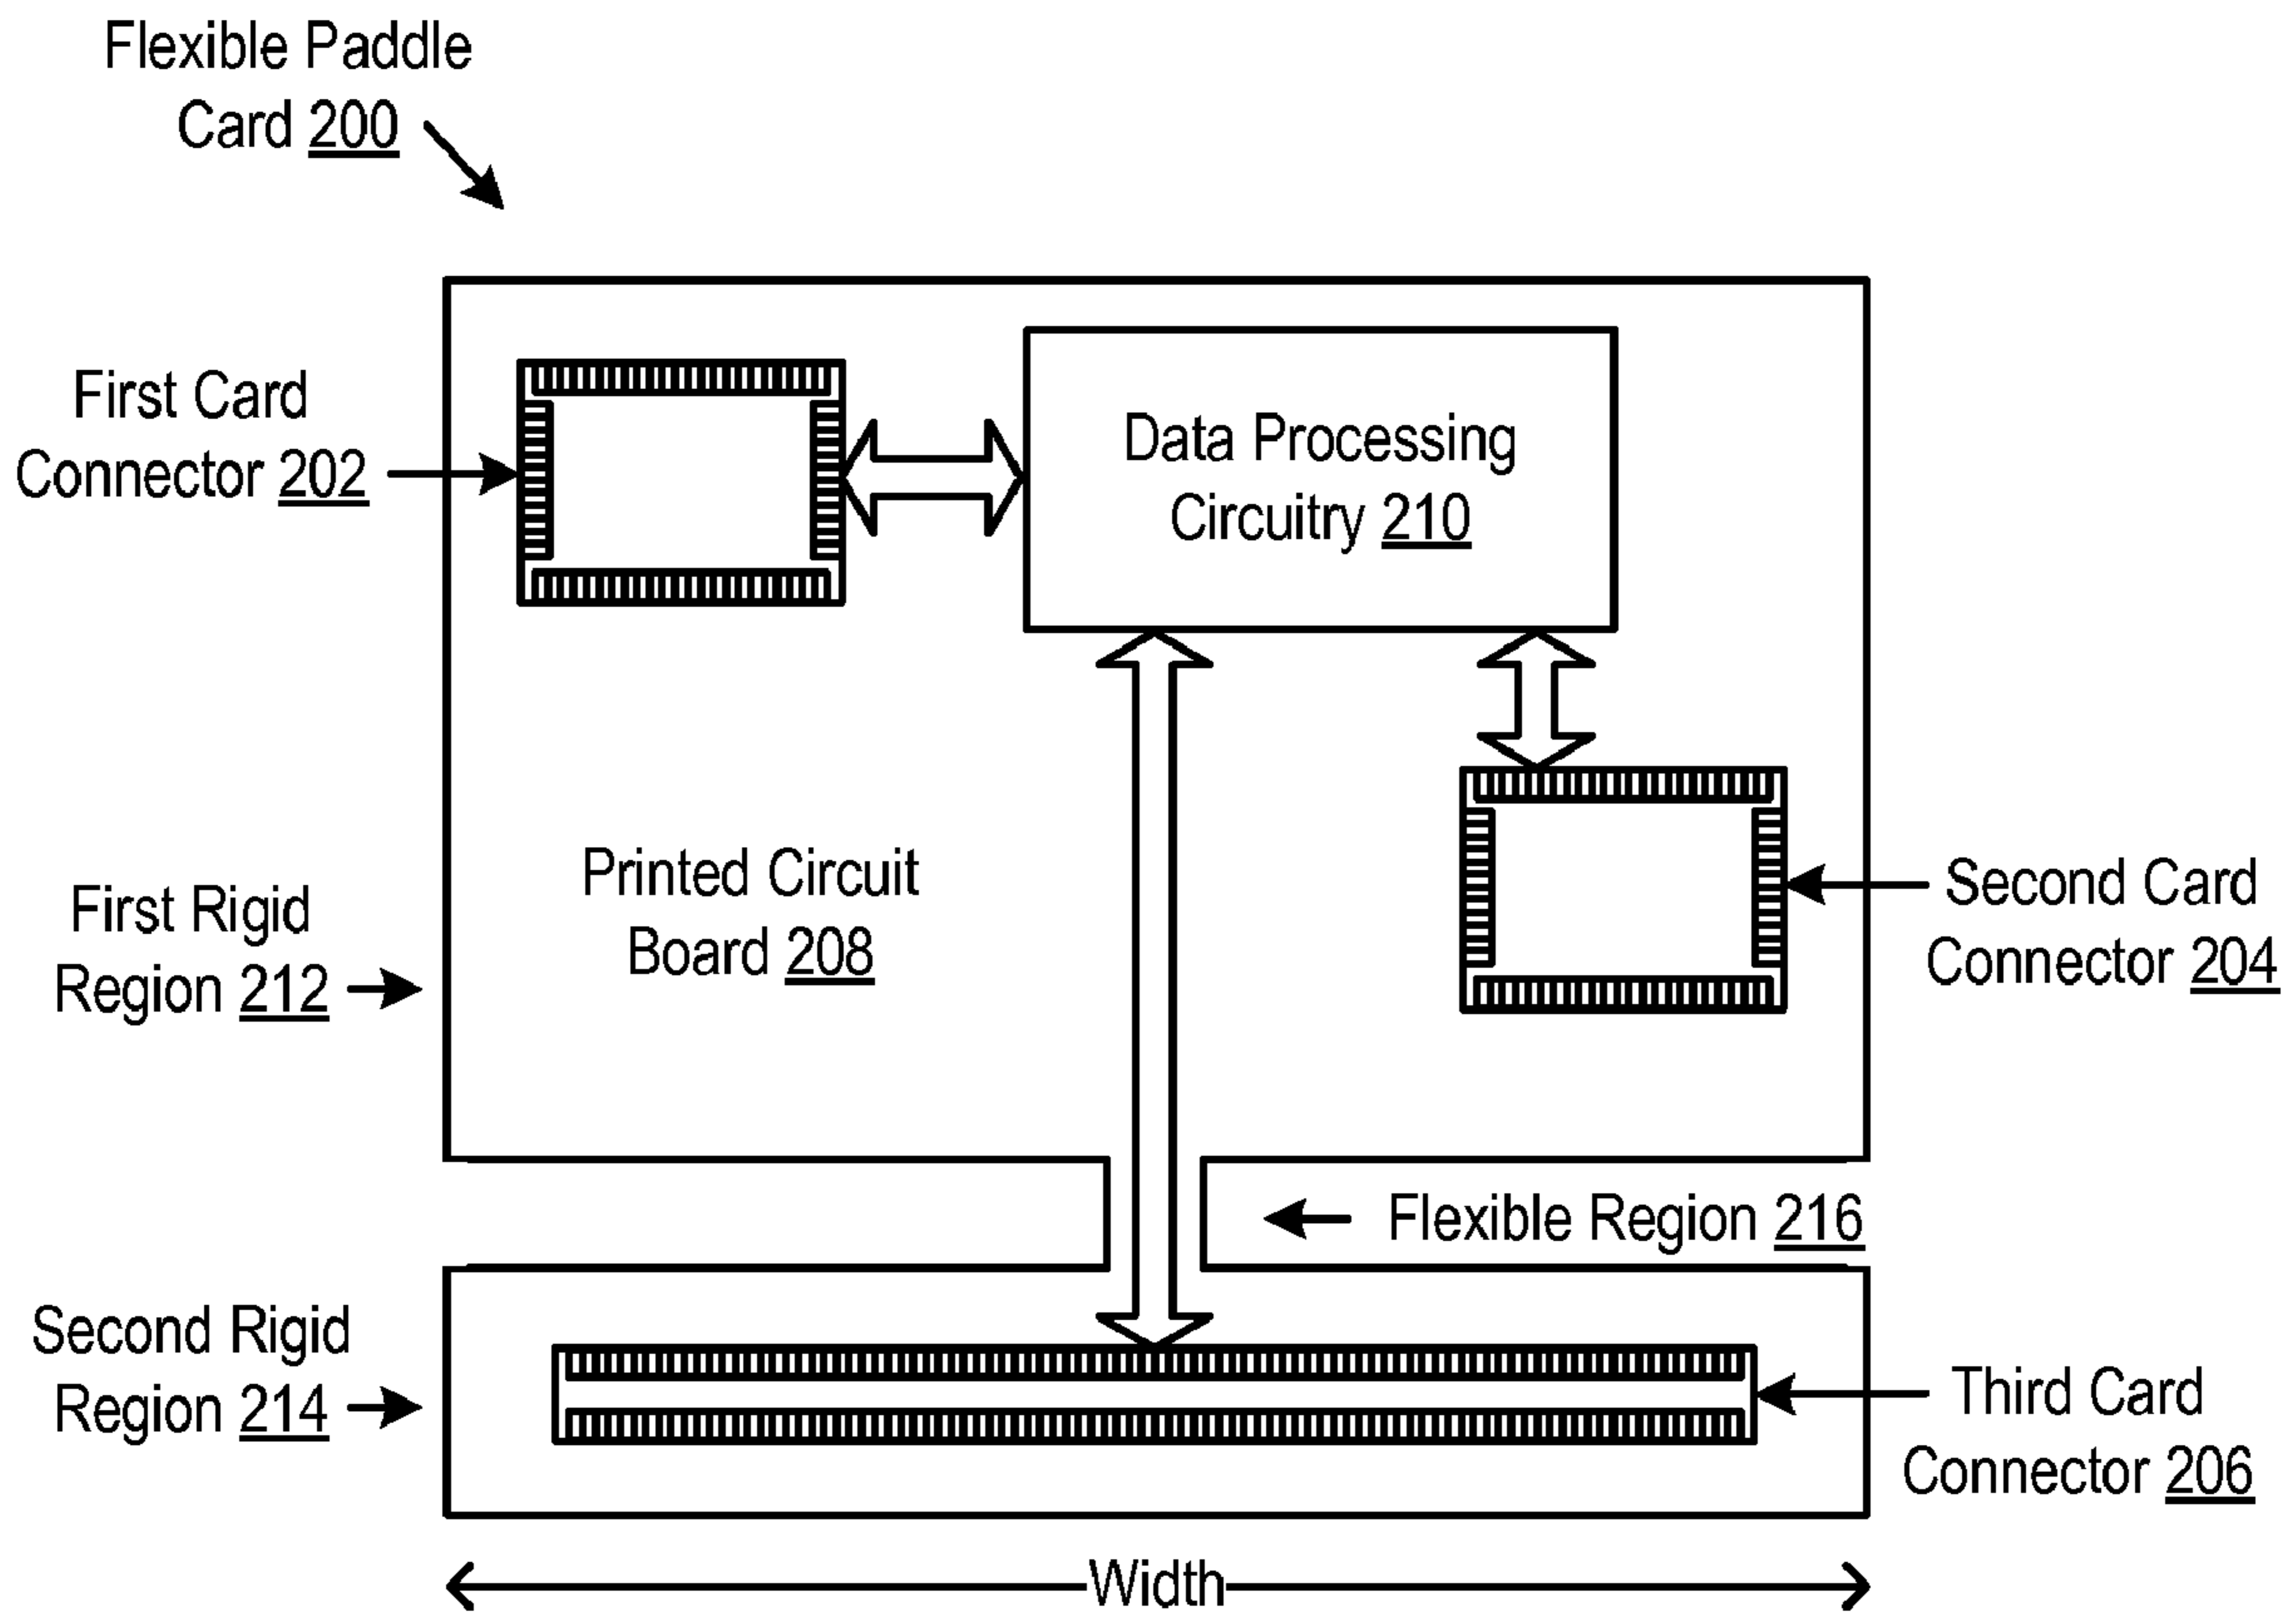 Flexible Paddle
Card 200
First Card
Connector 202
Data Processing
Circuitry 210
Printed Circuit
Board 208
First Rigid
Region 212
Second Card
Connector 204
Flexible Region 216
Second Rigid
Region 214
Third Card
Connector 206
Width